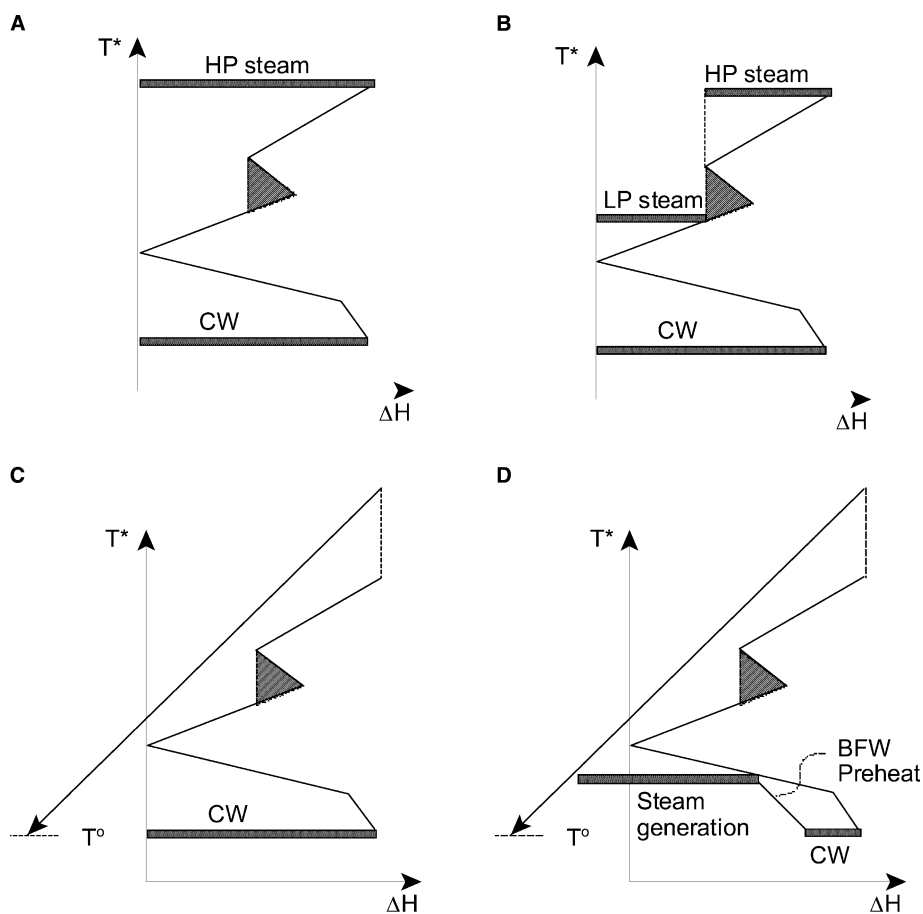 A
T*
HP steam
CW
ΔH
B
T*
HP steam
LP steam
CW
ΔH
C
T*
CW
T°
ΔH
D
T*
BFW
Preheat
Steam
generation
T°
CW
ΔH